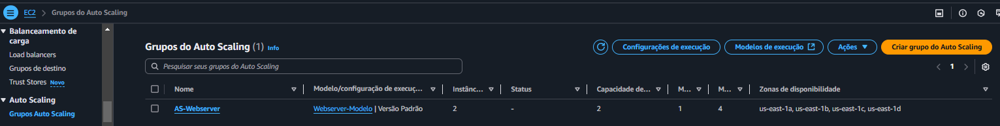 EC2 > Grupos do Auto Scaling
Balanceamento de carga
Load balancers
Grupos de destino
Trust Stores Novo
Auto Scaling
Grupos Auto Scaling
Grupos do Auto Scaling (1) Info
Configurações de execução
Modelos de execução
Ações
Criar grupo do Auto Scaling
Pesquisar seus grupos do Auto Scaling
1
Nome Modelo/configuração de execuç... Instânc... Status Capacidade de... M... M... Zonas de disponibilidade
AS-Webserver Webserver-Modelo | Versão Padrão 2 - 2 1 4 us-east-1a, us-east-1b, us-east-1c, us-east-1d